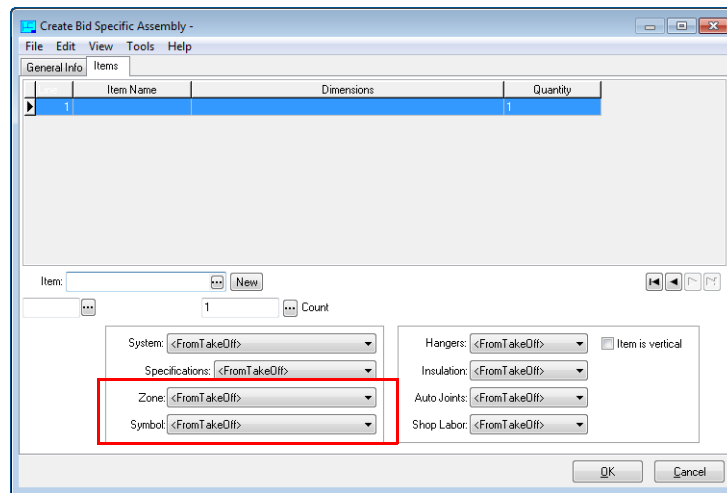 Create Bid Specific Assembly -
File Edit View Tools Help
General Info Items
Item Name Dimensions Quantity
1 1
Item: New
1 Count
System: <FromTakeOff> Hangers: <FromTakeOff> Item is vertical
Specifications: <FromTakeOff> Insulation: <FromTakeOff>
Zone: <FromTakeOff> Auto Joints: <FromTakeOff>
Symbol: <FromTakeOff> Shop Labor: <FromTakeOff>
OK Cancel